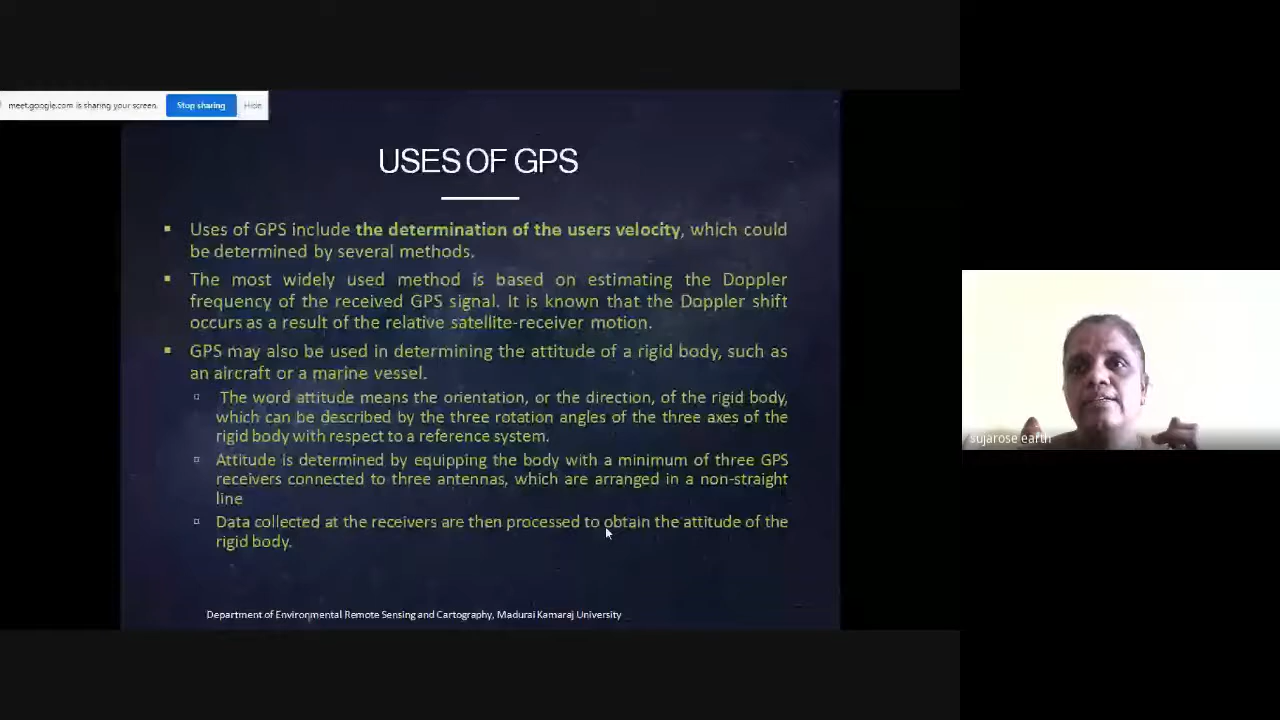 meet.google.com is sharing your screen.
Stop sharing
Hide
USES OF GPS
▪ Uses of GPS include the determination of the users velocity, which could
be determined by several methods.
▪ The most widely used method is based on estimating the Doppler
frequency of the received GPS signal. It is known that the Doppler shift
occurs as a result of the relative satellite-receiver motion.
▪ GPS may also be used in determining the attitude of a rigid body, such as
an aircraft or a marine vessel.
▫ The word attitude means the orientation, or the direction, of the rigid body,
which can be described by the three rotation angles of the three axes of the
rigid body with respect to a reference system.
▫ Attitude is determined by equipping the body with a minimum of three GPS
receivers connected to three antennas, which are arranged in a non-straight
line
▫ Data collected at the receivers are then processed to obtain the attitude of the
rigid body.
Department of Environmental Remote Sensing and Cartography, Madurai Kamaraj University
sujarose earth